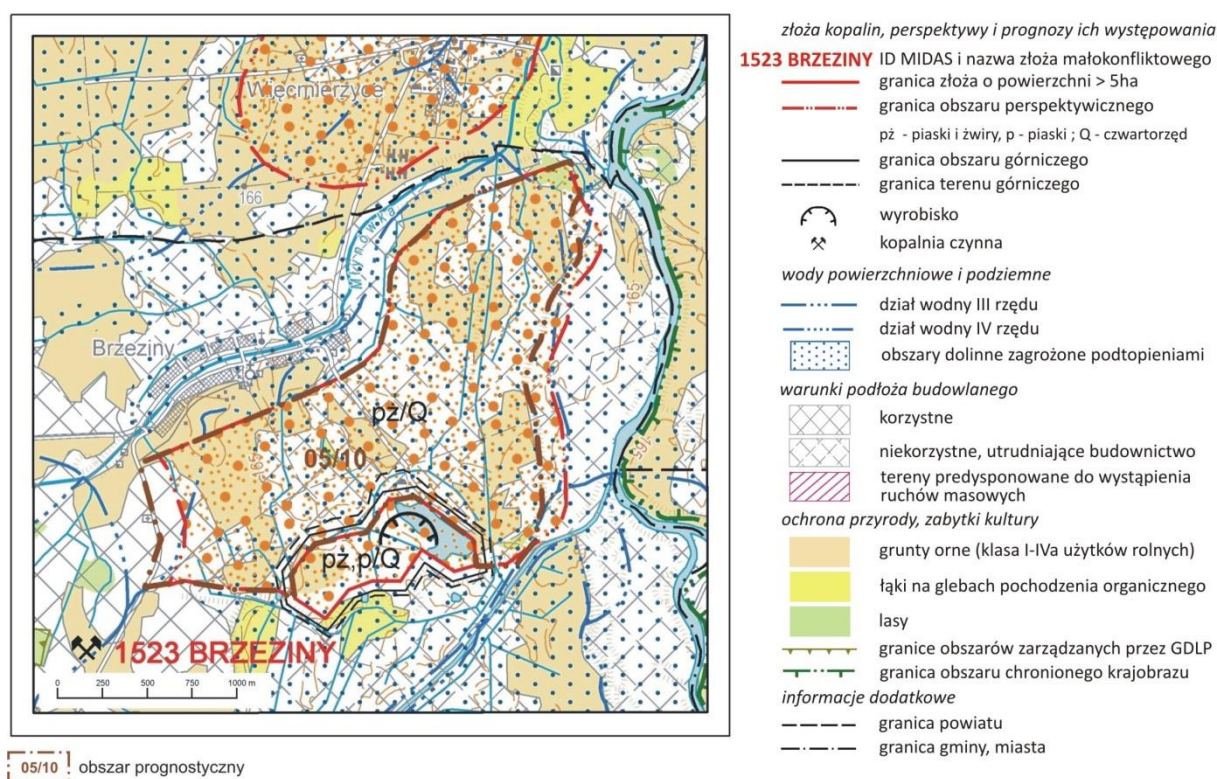 Więcmierzyce
166
Młynówka
165
Brzeziny
pż/Q
05/10
165
pż,p/Q
1523 BRZEZINY
0 250 500 1000 m
05/10 obszar prognostyczny
złoża kopalin, perspektywy i prognozy ich występowania
1523 BRZEZINY ID MIDAS i nazwa złoża małokonfliktowego
granica złoża o powierzchni > 5ha
granica obszaru perspektywicznego
pż - piaski i żwiry, p - piaski ; Q - czwartorzęd
granica obszaru górniczego
granica terenu górniczego
wyrobisko
kopalnia czynna
wody powierzchniowe i podziemne
dział wodny III rzędu
dział wodny IV rzędu
obszary dolinne zagrożone podtopieniami
warunki podłoża budowlanego
korzystne
niekorzystne, utrudniające budownictwo
tereny predysponowane do wystąpienia
ruchów masowych
ochrona przyrody, zabytki kultury
grunty orne (klasa I-IVa użytków rolnych)
łąki na glebach pochodzenia organicznego
lasy
granice obszarów zarządzanych przez GDLP
granica obszaru chronionego krajobrazu
informacje dodatkowe
granica powiatu
granica gminy, miasta